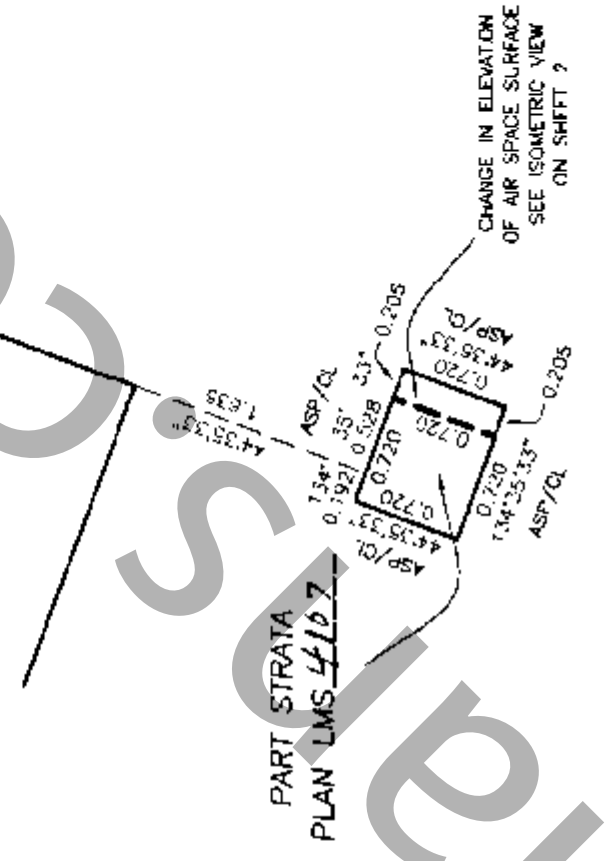 CHANGE IN ELEVATION
OF AIR SPACE SURFACE
SEE ISOMETRIC VIEW
ON SHEET 2
1.635
44°35'33"
ASP/CL
134° 35' 33"
0.205
0.192 0.528
0.720
0.720
44°35'33"
ASP/CL
0.720
0.720
44°35'33"
ASP/CL
0.205
0.720
134°35'33"
ASP/CL
PART STRATA
PLAN LMS 4167